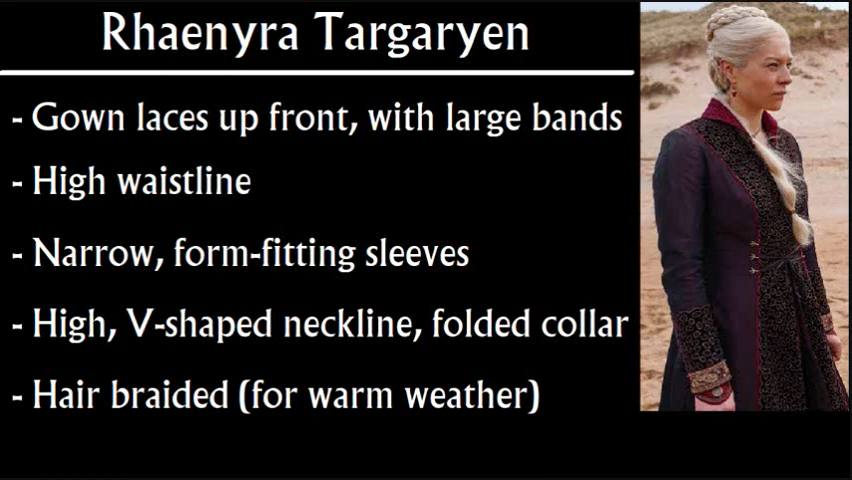 Rhaenyra Targaryen
- Gown laces up front, with large bands
- High waistline
- Narrow, form-fitting sleeves
- High, V-shaped neckline, folded collar
- Hair braided (for warm weather)